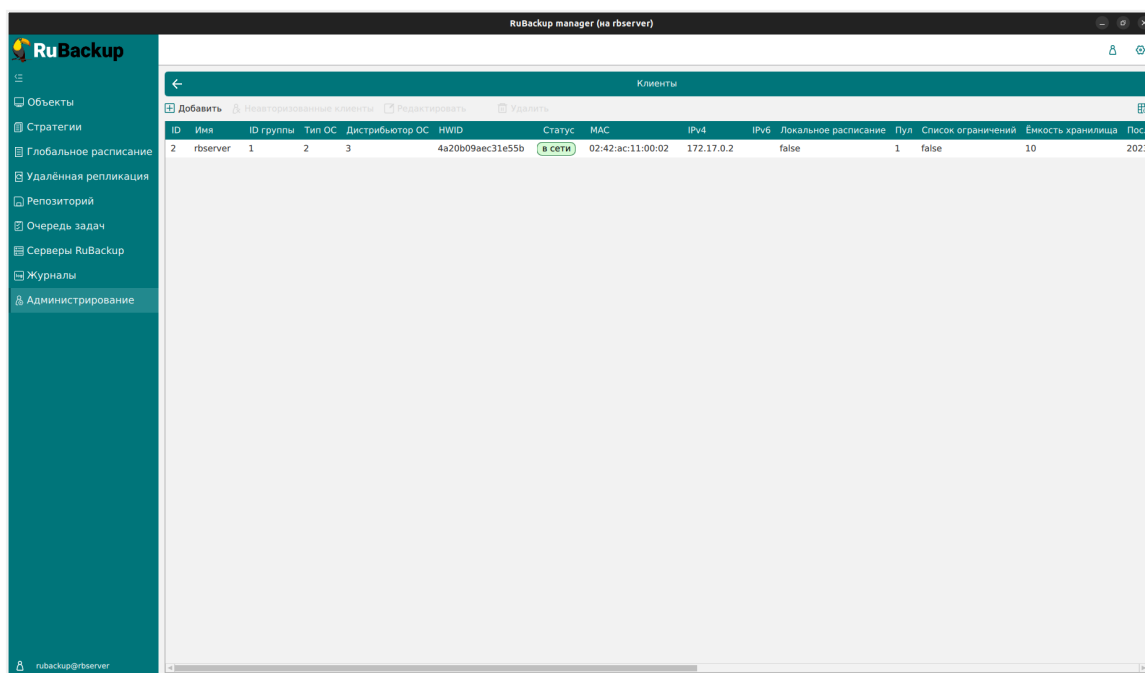 RuBackup manager (на rbserver)
RuBackup
Клиенты
Объекты
Стратегии
Глобальное расписание
Удалённая репликация
Репозиторий
Очередь задач
Серверы RuBackup
Журналы
Администрирование
Добавить Неавторизованные клиенты Редактировать Удалить
ID Имя ID группы Тип ОС Дистрибьютор ОС HWID Статус MAC IPv4 IPv6 Локальное расписание Пул Список ограничений Ёмкость хранилища Пос
2 rbserver 1 2 3 4a20b09aec31e55b в сети 02:42:ac:11:00:02 172.17.0.2 false 1 false 10 202
rubackup@rbserver